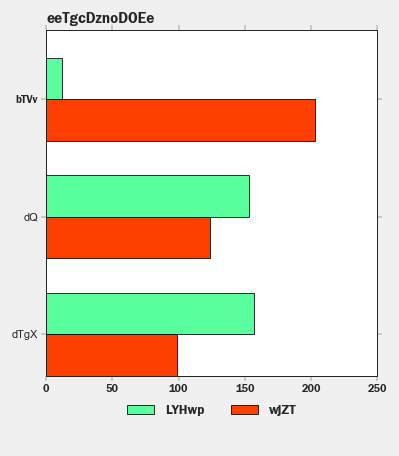 eeTgcDznoDOEe
bTVv
dQ
dTgX
0 50 100 150 200 250
LYHwp wjZT